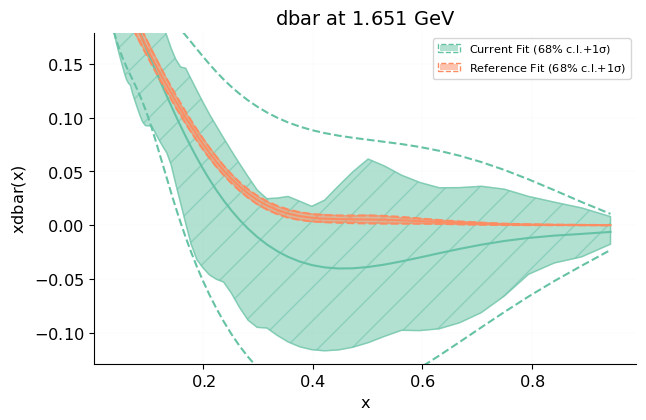 dbar at 1.651 GeV
Current Fit (68% c.l.+1σ)
Reference Fit (68% c.l.+1σ)
xdbar(x)
0.15
0.10
0.05
0.00
−0.05
−0.10
0.2 0.4 0.6 0.8
x